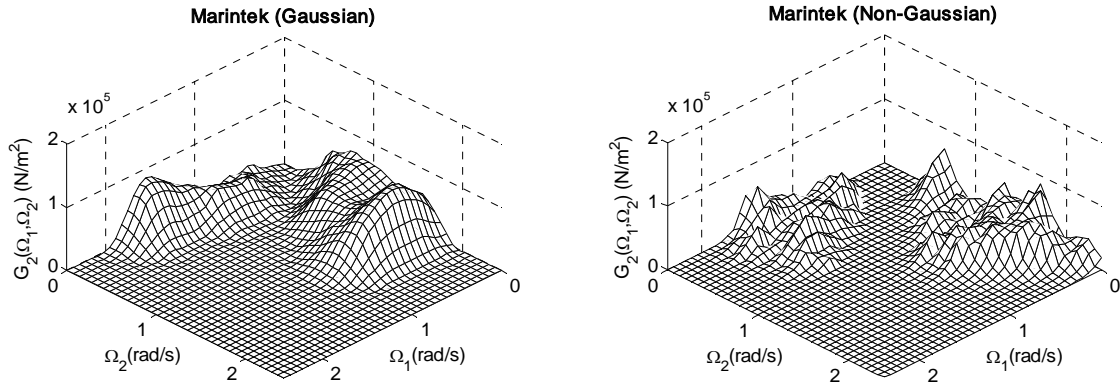 Marintek (Gaussian)
x 10^5
2
1
0
G_2(Ω_1,Ω_2) (N/m^2)
0
1
2
Ω_2(rad/s)
0
1
2
Ω_1(rad/s)
Marintek (Non-Gaussian)
x 10^5
2
1
0
G_2(Ω_1,Ω_2) (N/m^2)
0
1
2
Ω_2(rad/s)
0
1
2
Ω_1(rad/s)